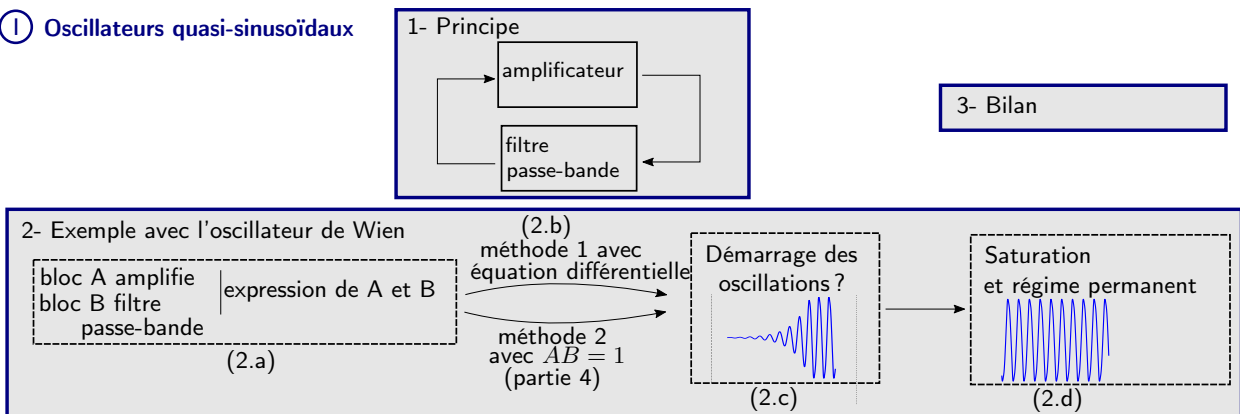 I Oscillateurs quasi-sinusoïdaux
1- Principe
amplificateur
filtre
passe-bande
3- Bilan
2- Exemple avec l'oscillateur de Wien
bloc A amplifie
bloc B filtre
passe-bande
expression de A et B
(2.a)
(2.b)
méthode 1 avec
équation différentielle
méthode 2
avec AB = 1
(partie 4)
Démarrage des
oscillations ?
(2.c)
Saturation
et régime permanent
(2.d)